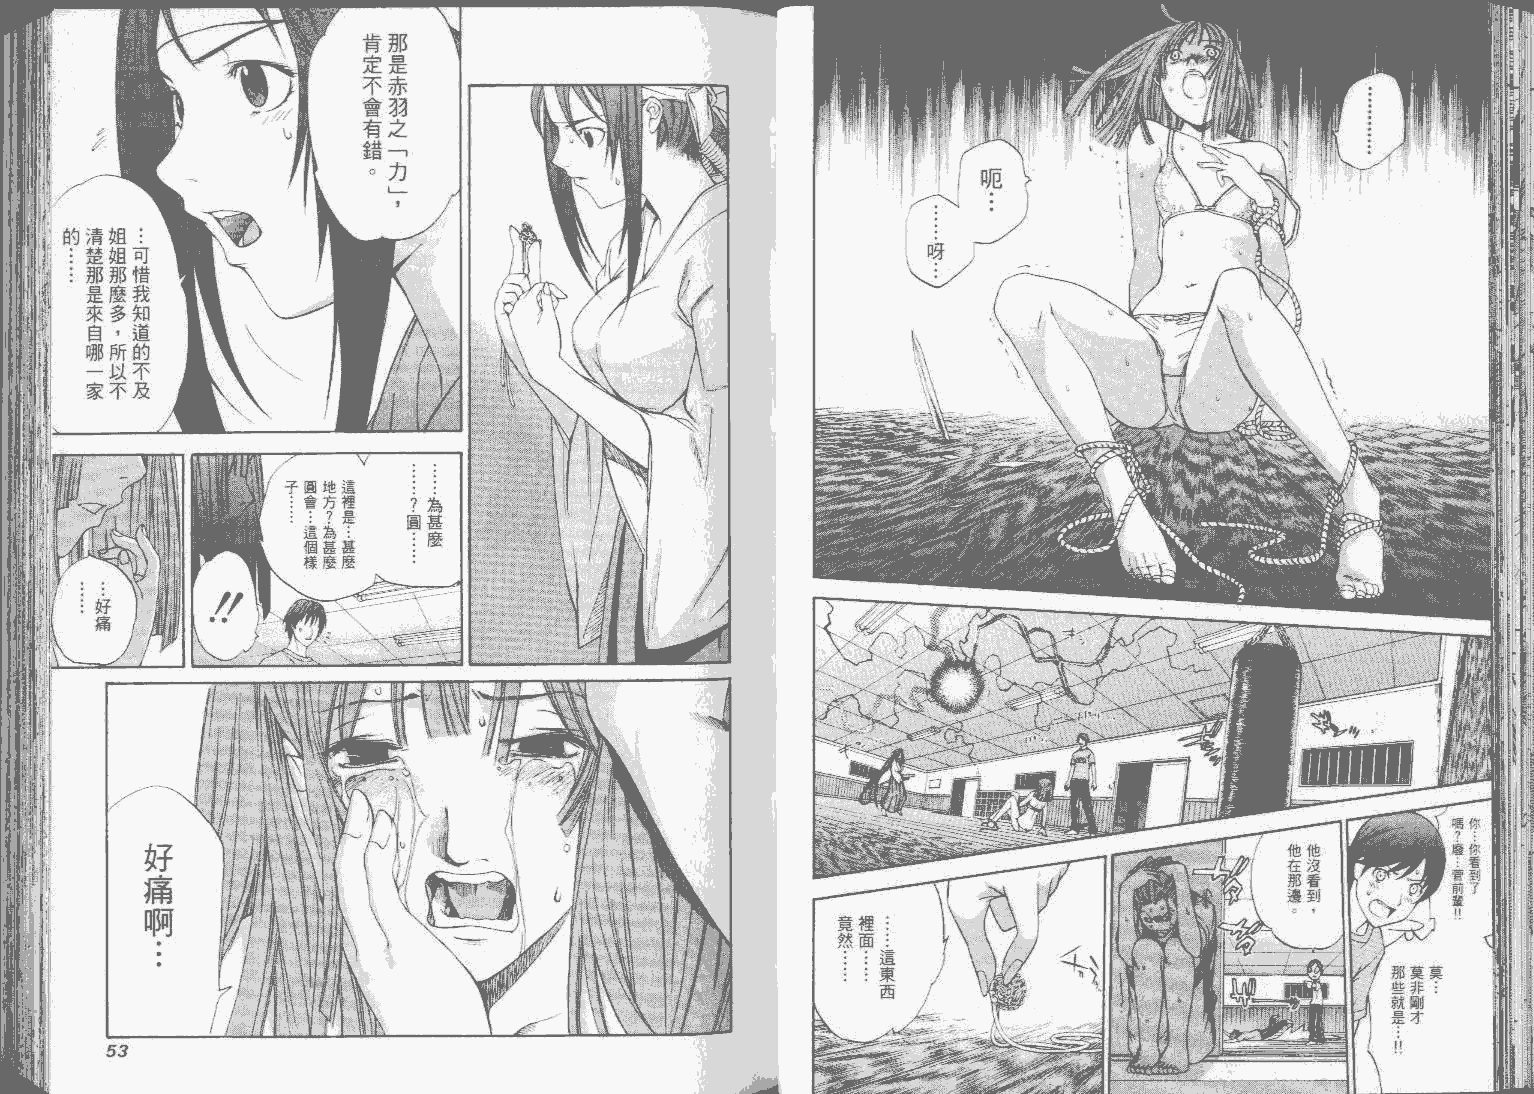 …………
呃…
……呀…
你…你看到了
嗎？廢…菅前輩!!
莫…
莫非剛才
那些就是…!!
他沒看到，
他在那邊。
……這東西
裡面……
竟然……
那是赤羽之「力」，
肯定不會有錯。
…可惜我知道的不及
姐姐那麼多，所以不
清楚那是來自哪一家
的……
……為甚麼
……？圓……
這裡是…甚麼
地方？為甚麼
圓會…這個樣
子……
!!
…好痛
……
好痛啊…
53